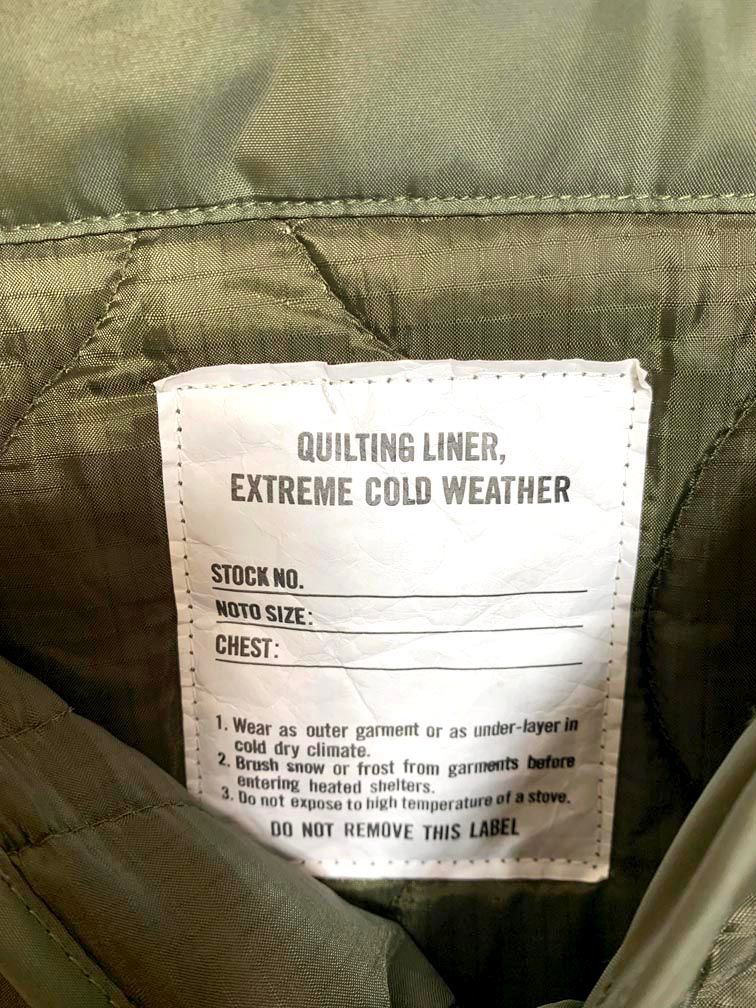 QUILTING LINER,
EXTREME COLD WEATHER
STOCK NO.
NOTO SIZE:
CHEST:
1. Wear as outer garment or as under-layer in
cold dry climate.
2. Brush snow or frost from garments before
entering heated shelters.
3. Do not expose to high temperature of a stove.
DO NOT REMOVE THIS LABEL